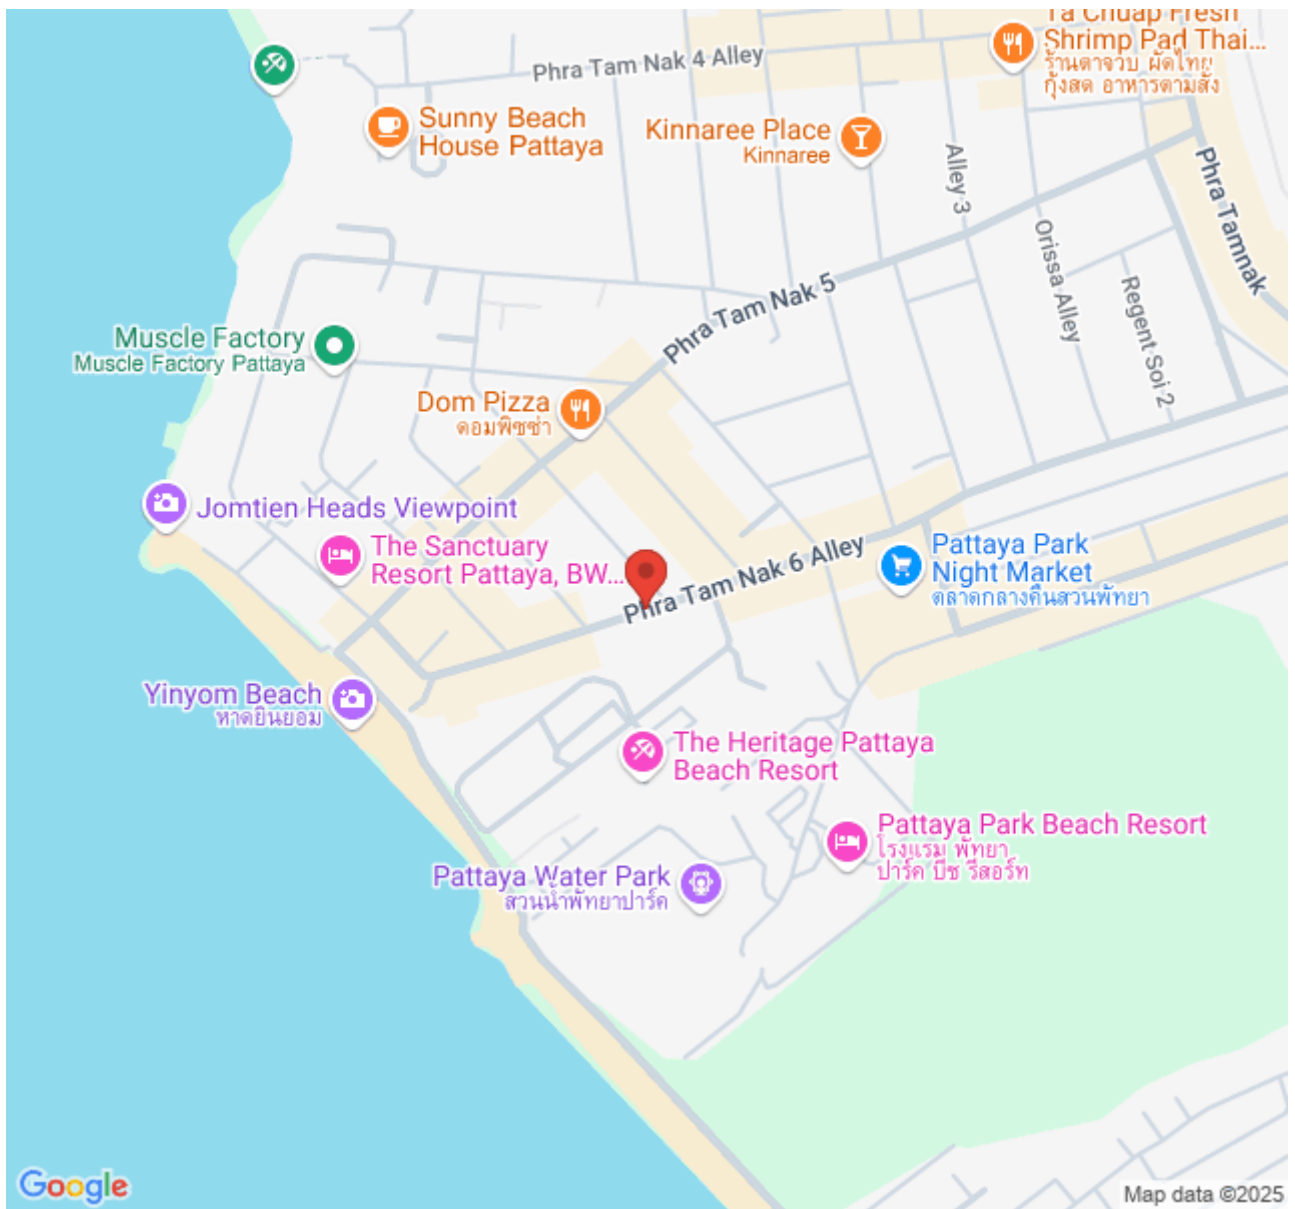 Ta Chuap Fresh
Shrimp Pad Thai...
ร้านตาจวบ ผัดไทย
กุ้งสด อาหารตามสั่ง
Phra Tam Nak 4 Alley
Sunny Beach
House Pattaya
Kinnaree Place
Kinnaree
Alley 3
Phra Tamnak
Orissa Alley
Regent Soi 2
Phra Tam Nak 5
Muscle Factory
Muscle Factory Pattaya
Dom Pizza
ดอมพิซซ่า
Jomtien Heads Viewpoint
The Sanctuary
Resort Pattaya, BW...
Phra Tam Nak 6 Alley
Pattaya Park
Night Market
ตลาดกลางคืนสวนพัทยา
Yinyom Beach
หาดยินยอม
The Heritage Pattaya
Beach Resort
Pattaya Park Beach Resort
โรงแรม พัทยา
ปาร์ค บีช รีสอร์ท
Pattaya Water Park
สวนน้ำพัทยาปาร์ค
Google
Map data ©2025